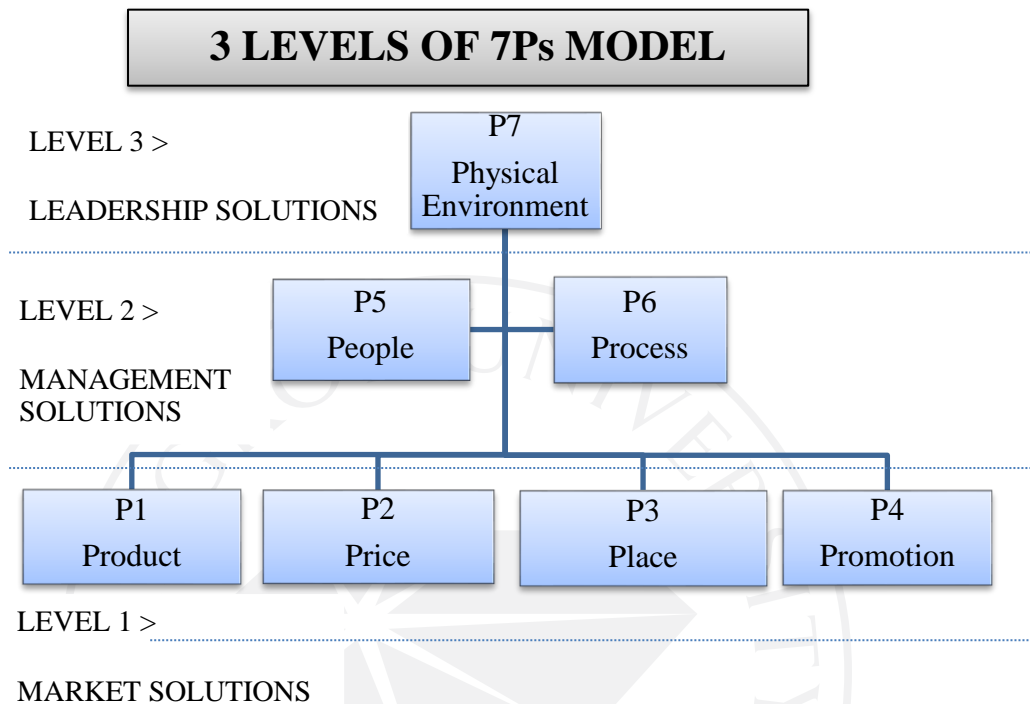 3 LEVELS OF 7Ps MODEL
LEVEL 3 >
LEADERSHIP SOLUTIONS
P7
Physical
Environment
LEVEL 2 >
MANAGEMENT
SOLUTIONS
P5
People
P6
Process
P1
Product
P2
Price
P3
Place
P4
Promotion
LEVEL 1 >
MARKET SOLUTIONS